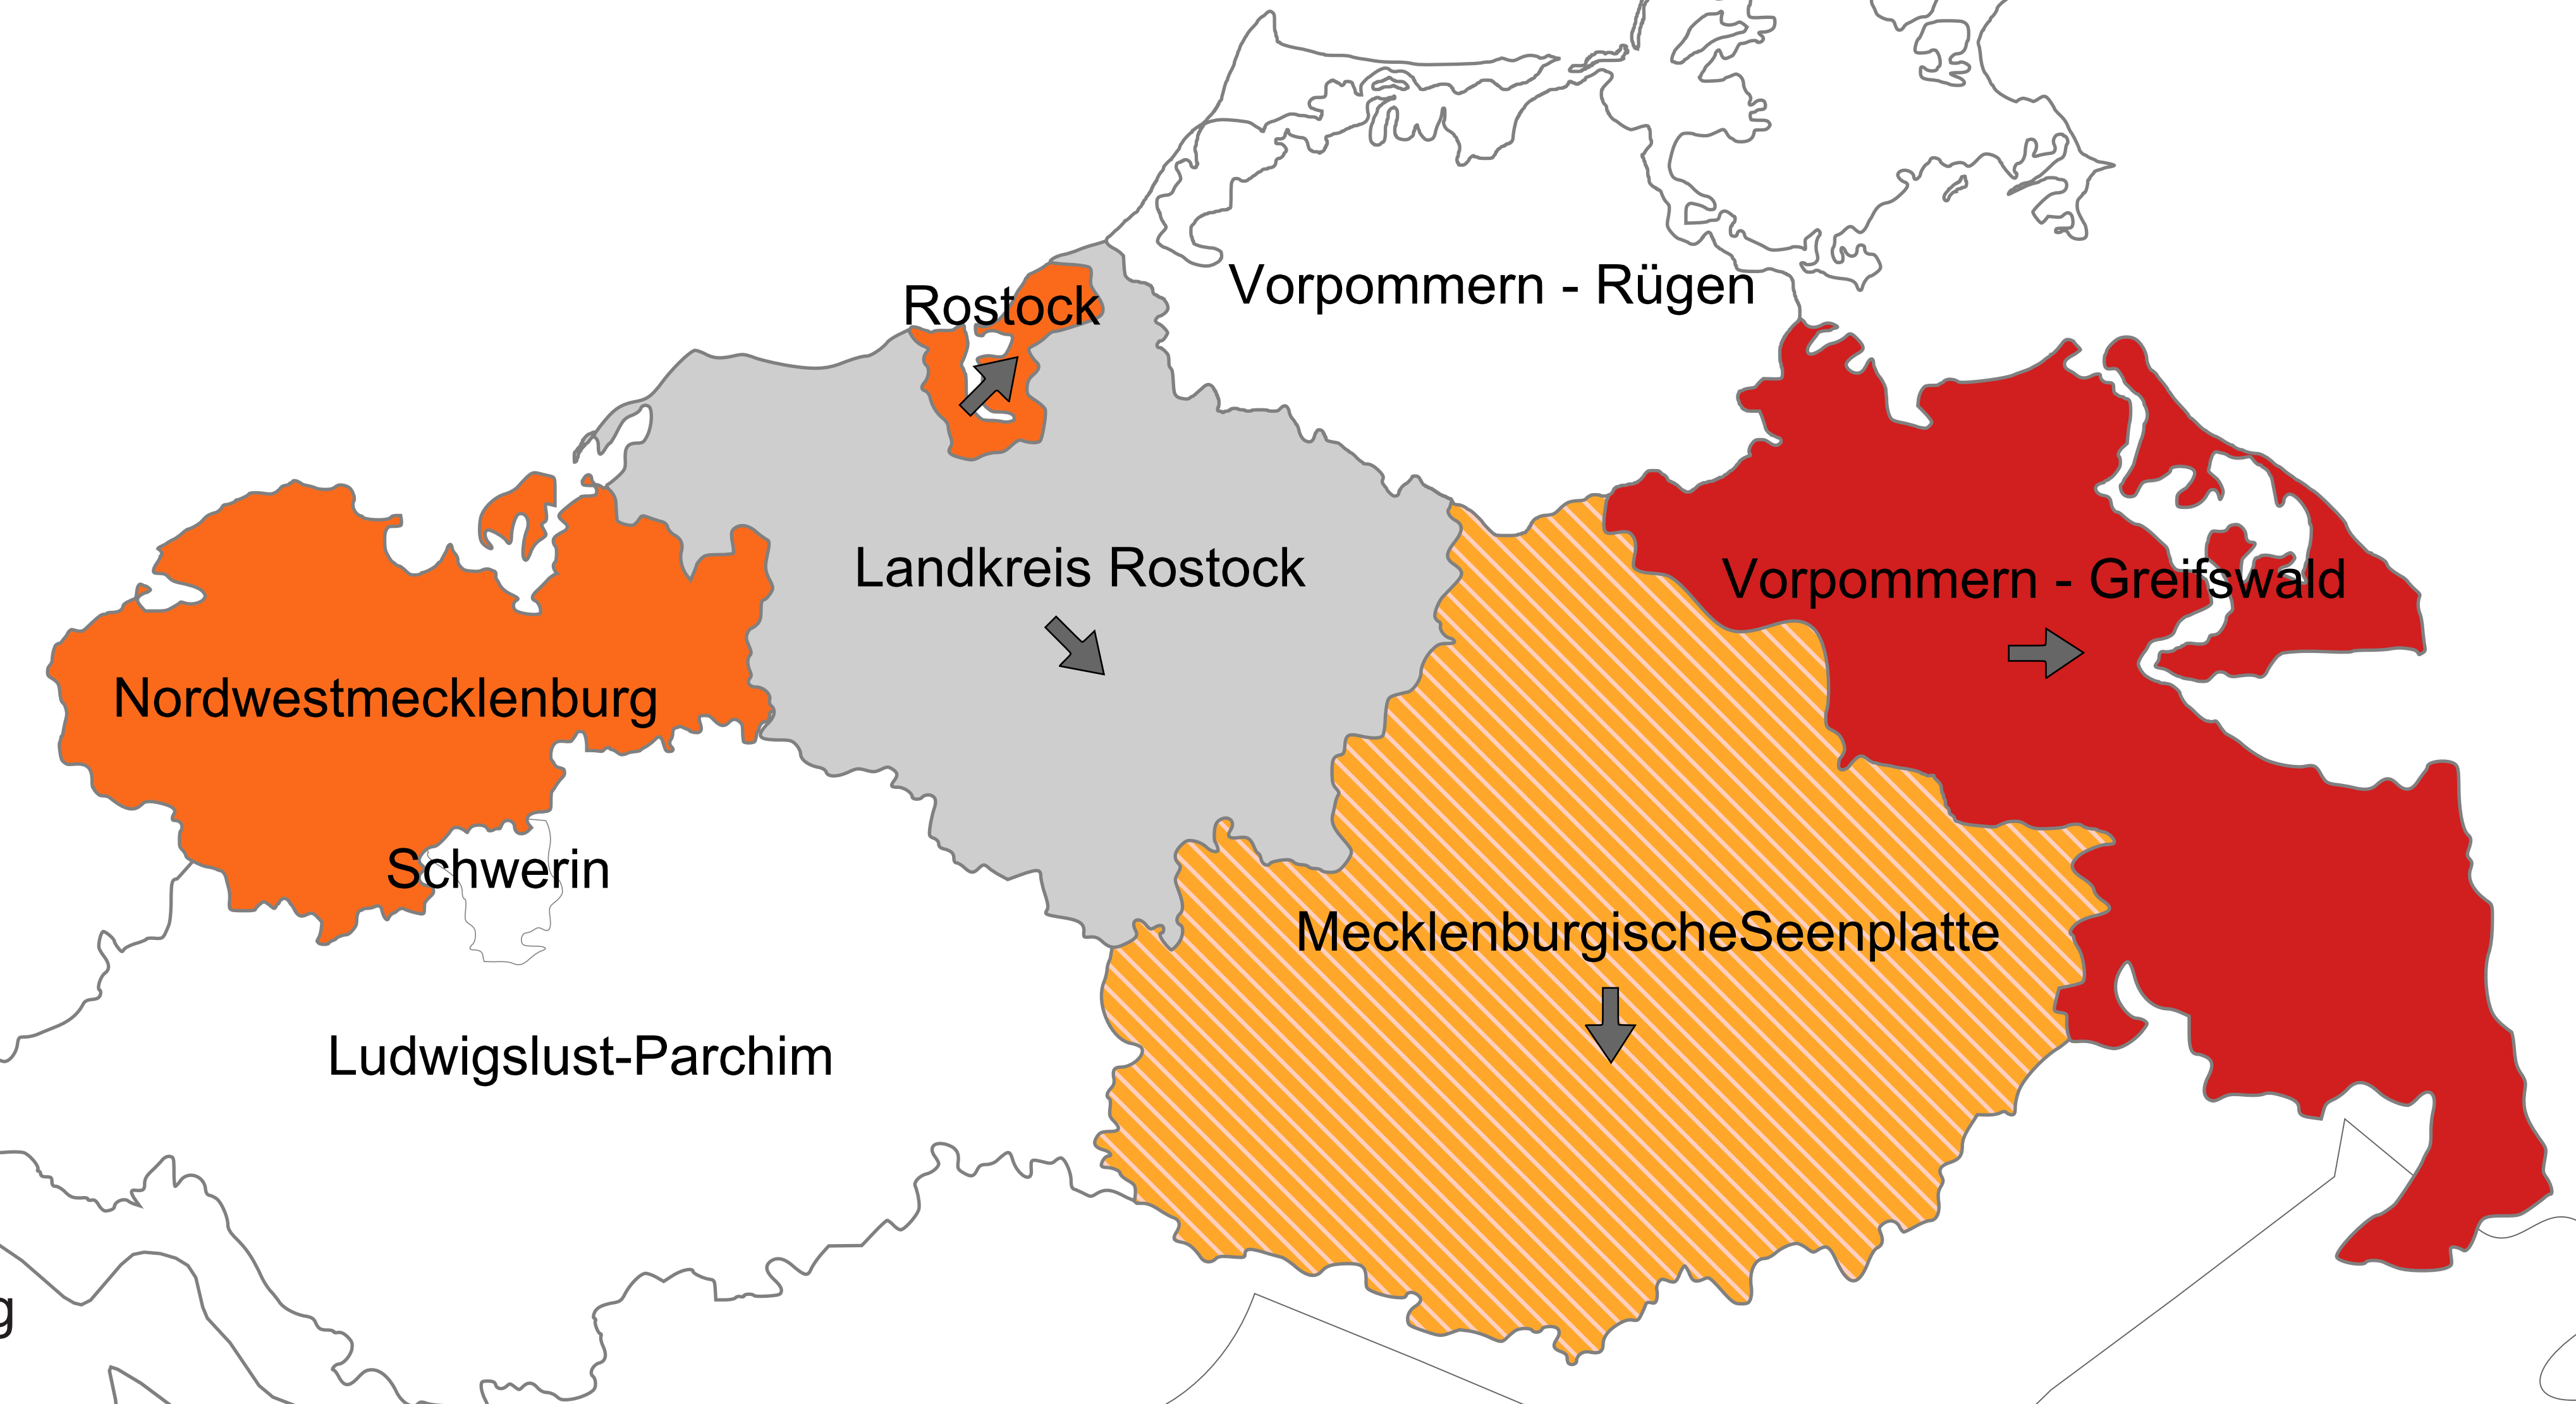 Vorpommern - Rügen
Rostock
Landkreis Rostock
Vorpommern - Greifswald
Nordwestmecklenburg
Schwerin
MecklenburgischeSeenplatte
Ludwigslust-Parchim
g